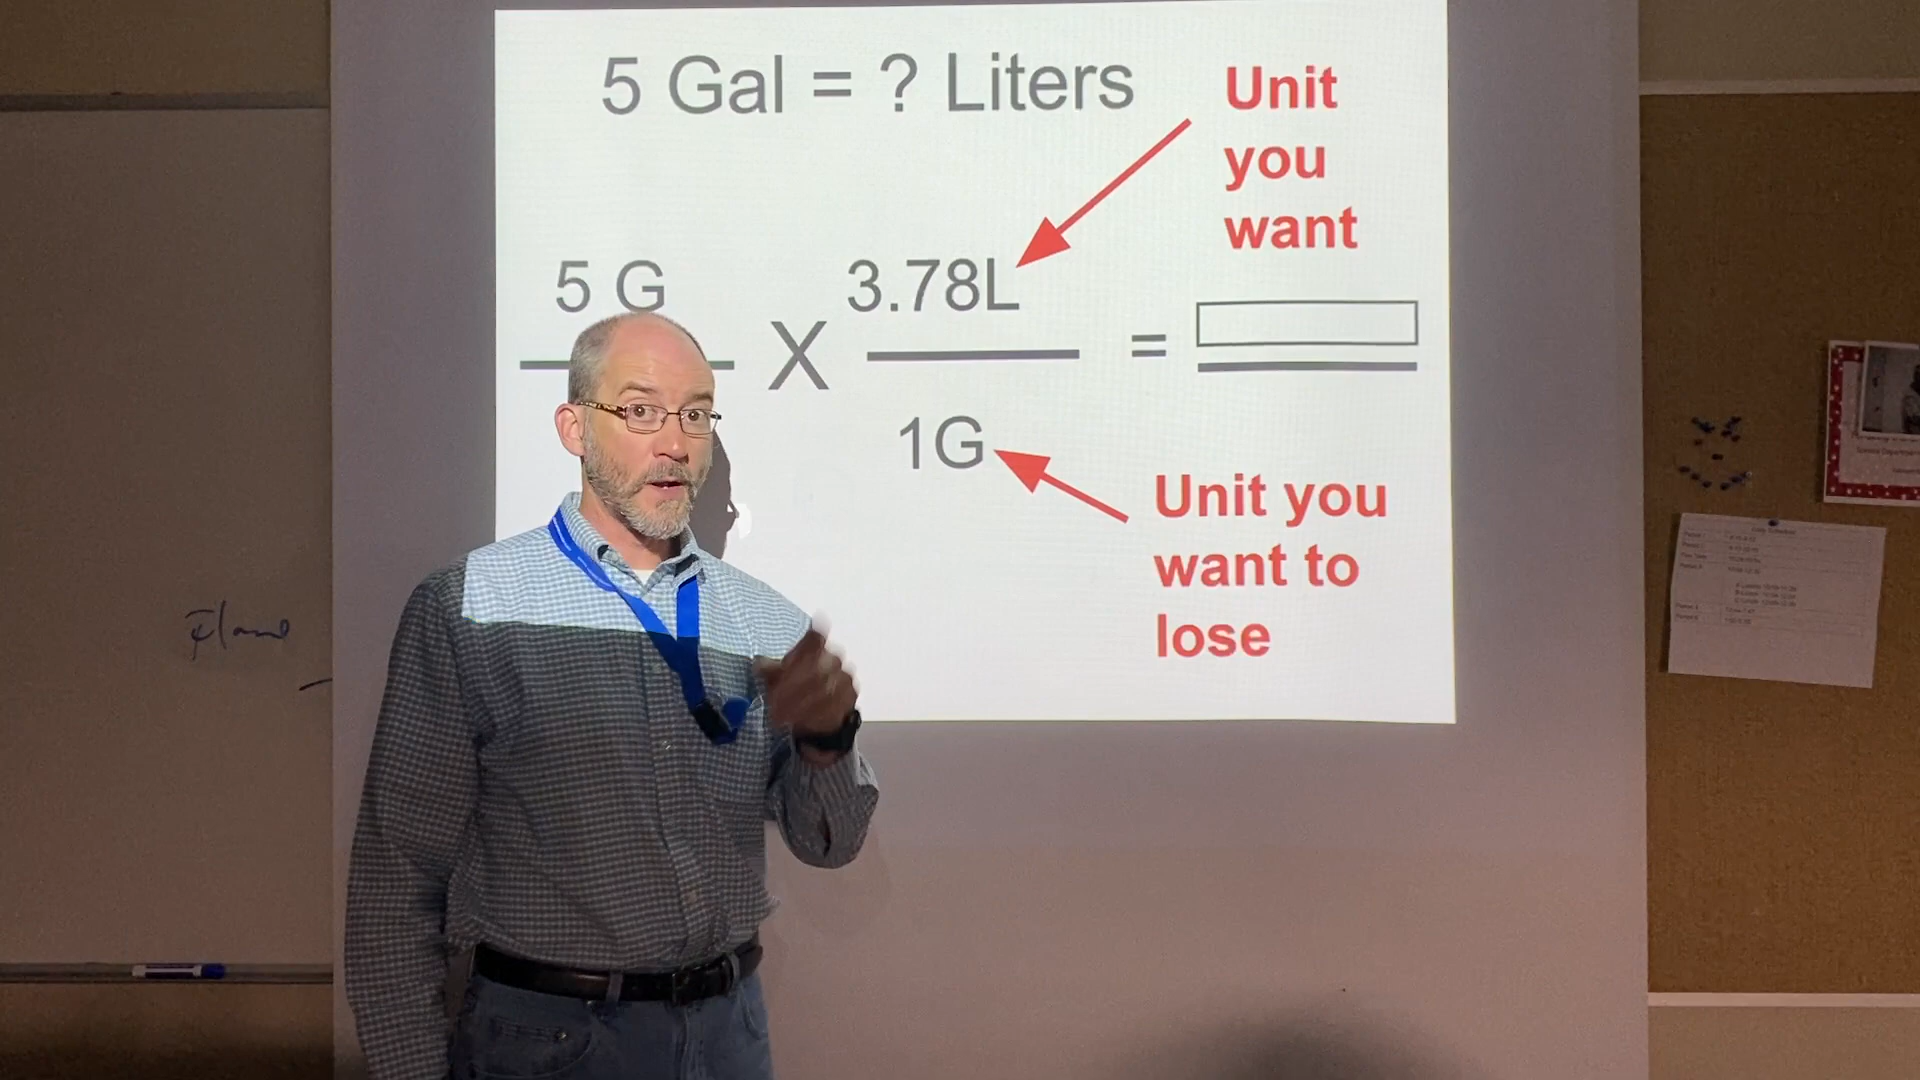 5 Gal = ? Liters
Unit
you
want
5 G
X
3.78L
=
1G
Unit you
want to
lose